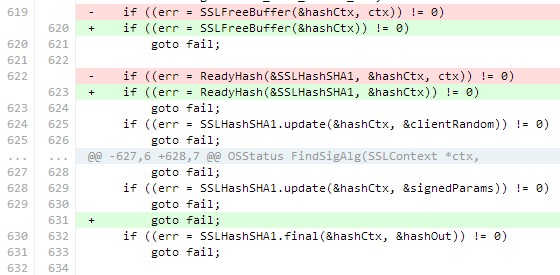 619 - if ((err = SSLFreeBuffer(&hashCtx, ctx)) != 0)
620 + if ((err = SSLFreeBuffer(&hashCtx)) != 0)
620 621 goto fail;
621 622
622 - if ((err = ReadyHash(&SSLHashSHA1, &hashCtx, ctx)) != 0)
623 + if ((err = ReadyHash(&SSLHashSHA1, &hashCtx)) != 0)
623 624 goto fail;
624 625 if ((err = SSLHashSHA1.update(&hashCtx, &clientRandom)) != 0)
625 626 goto fail;
... ... @@ -627,6 +628,7 @@ OSStatus FindSigAlg(SSLContext *ctx,
627 628 goto fail;
628 629 if ((err = SSLHashSHA1.update(&hashCtx, &signedParams)) != 0)
629 630 goto fail;
631 + goto fail;
630 632 if ((err = SSLHashSHA1.final(&hashCtx, &hashOut)) != 0)
631 633 goto fail;
632 634